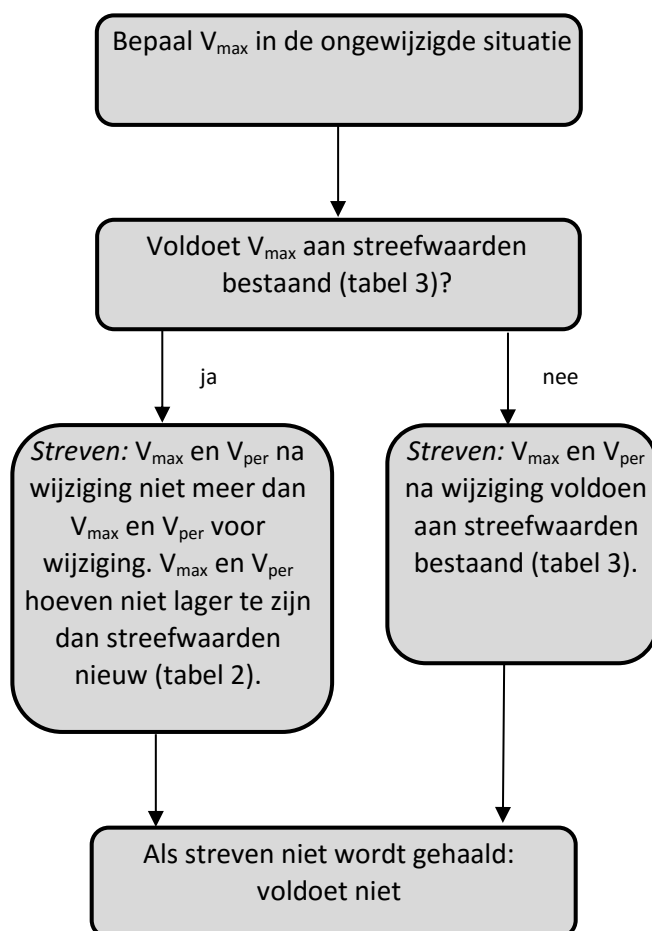 Bepaal Vmax in de ongewijzigde situatie
Voldoet Vmax aan streefwaarden
bestaand (tabel 3)?
ja
nee
Streven: Vmax en Vper na
wijziging niet meer dan
Vmax en Vper voor
wijziging. Vmax en Vper
hoeven niet lager te zijn
dan streefwaarden
nieuw (tabel 2).
Streven: Vmax en Vper
na wijziging voldoen
aan streefwaarden
bestaand (tabel 3).
Als streven niet wordt gehaald:
voldoet niet